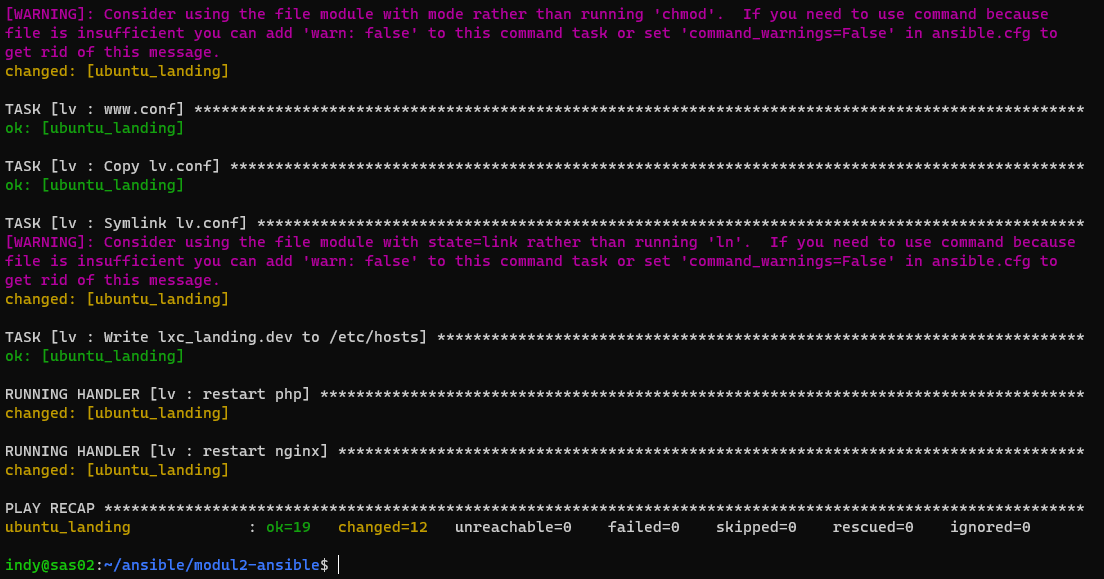 [WARNING]: Consider using the file module with mode rather than running 'chmod'.  If you need to use command because
file is insufficient you can add 'warn: false' to this command task or set 'command_warnings=False' in ansible.cfg to
get rid of this message.
changed: [ubuntu_landing]
TASK [lv : www.conf] ***************************************************************************************************
ok: [ubuntu_landing]
TASK [lv : Copy lv.conf] ***********************************************************************************************
ok: [ubuntu_landing]
TASK [lv : Symlink lv.conf] ********************************************************************************************
[WARNING]: Consider using the file module with state=link rather than running 'ln'.  If you need to use command because
file is insufficient you can add 'warn: false' to this command task or set 'command_warnings=False' in ansible.cfg to
get rid of this message.
changed: [ubuntu_landing]
TASK [lv : Write lxc_landing.dev to /etc/hosts] ************************************************************************
ok: [ubuntu_landing]
RUNNING HANDLER [lv : restart php] *************************************************************************************
changed: [ubuntu_landing]
RUNNING HANDLER [lv : restart nginx] ***********************************************************************************
changed: [ubuntu_landing]
PLAY RECAP *************************************************************************************************************
ubuntu_landing             : ok=19   changed=12   unreachable=0    failed=0    skipped=0    rescued=0    ignored=0
indy@sas02:~/ansible/modul2-ansible$